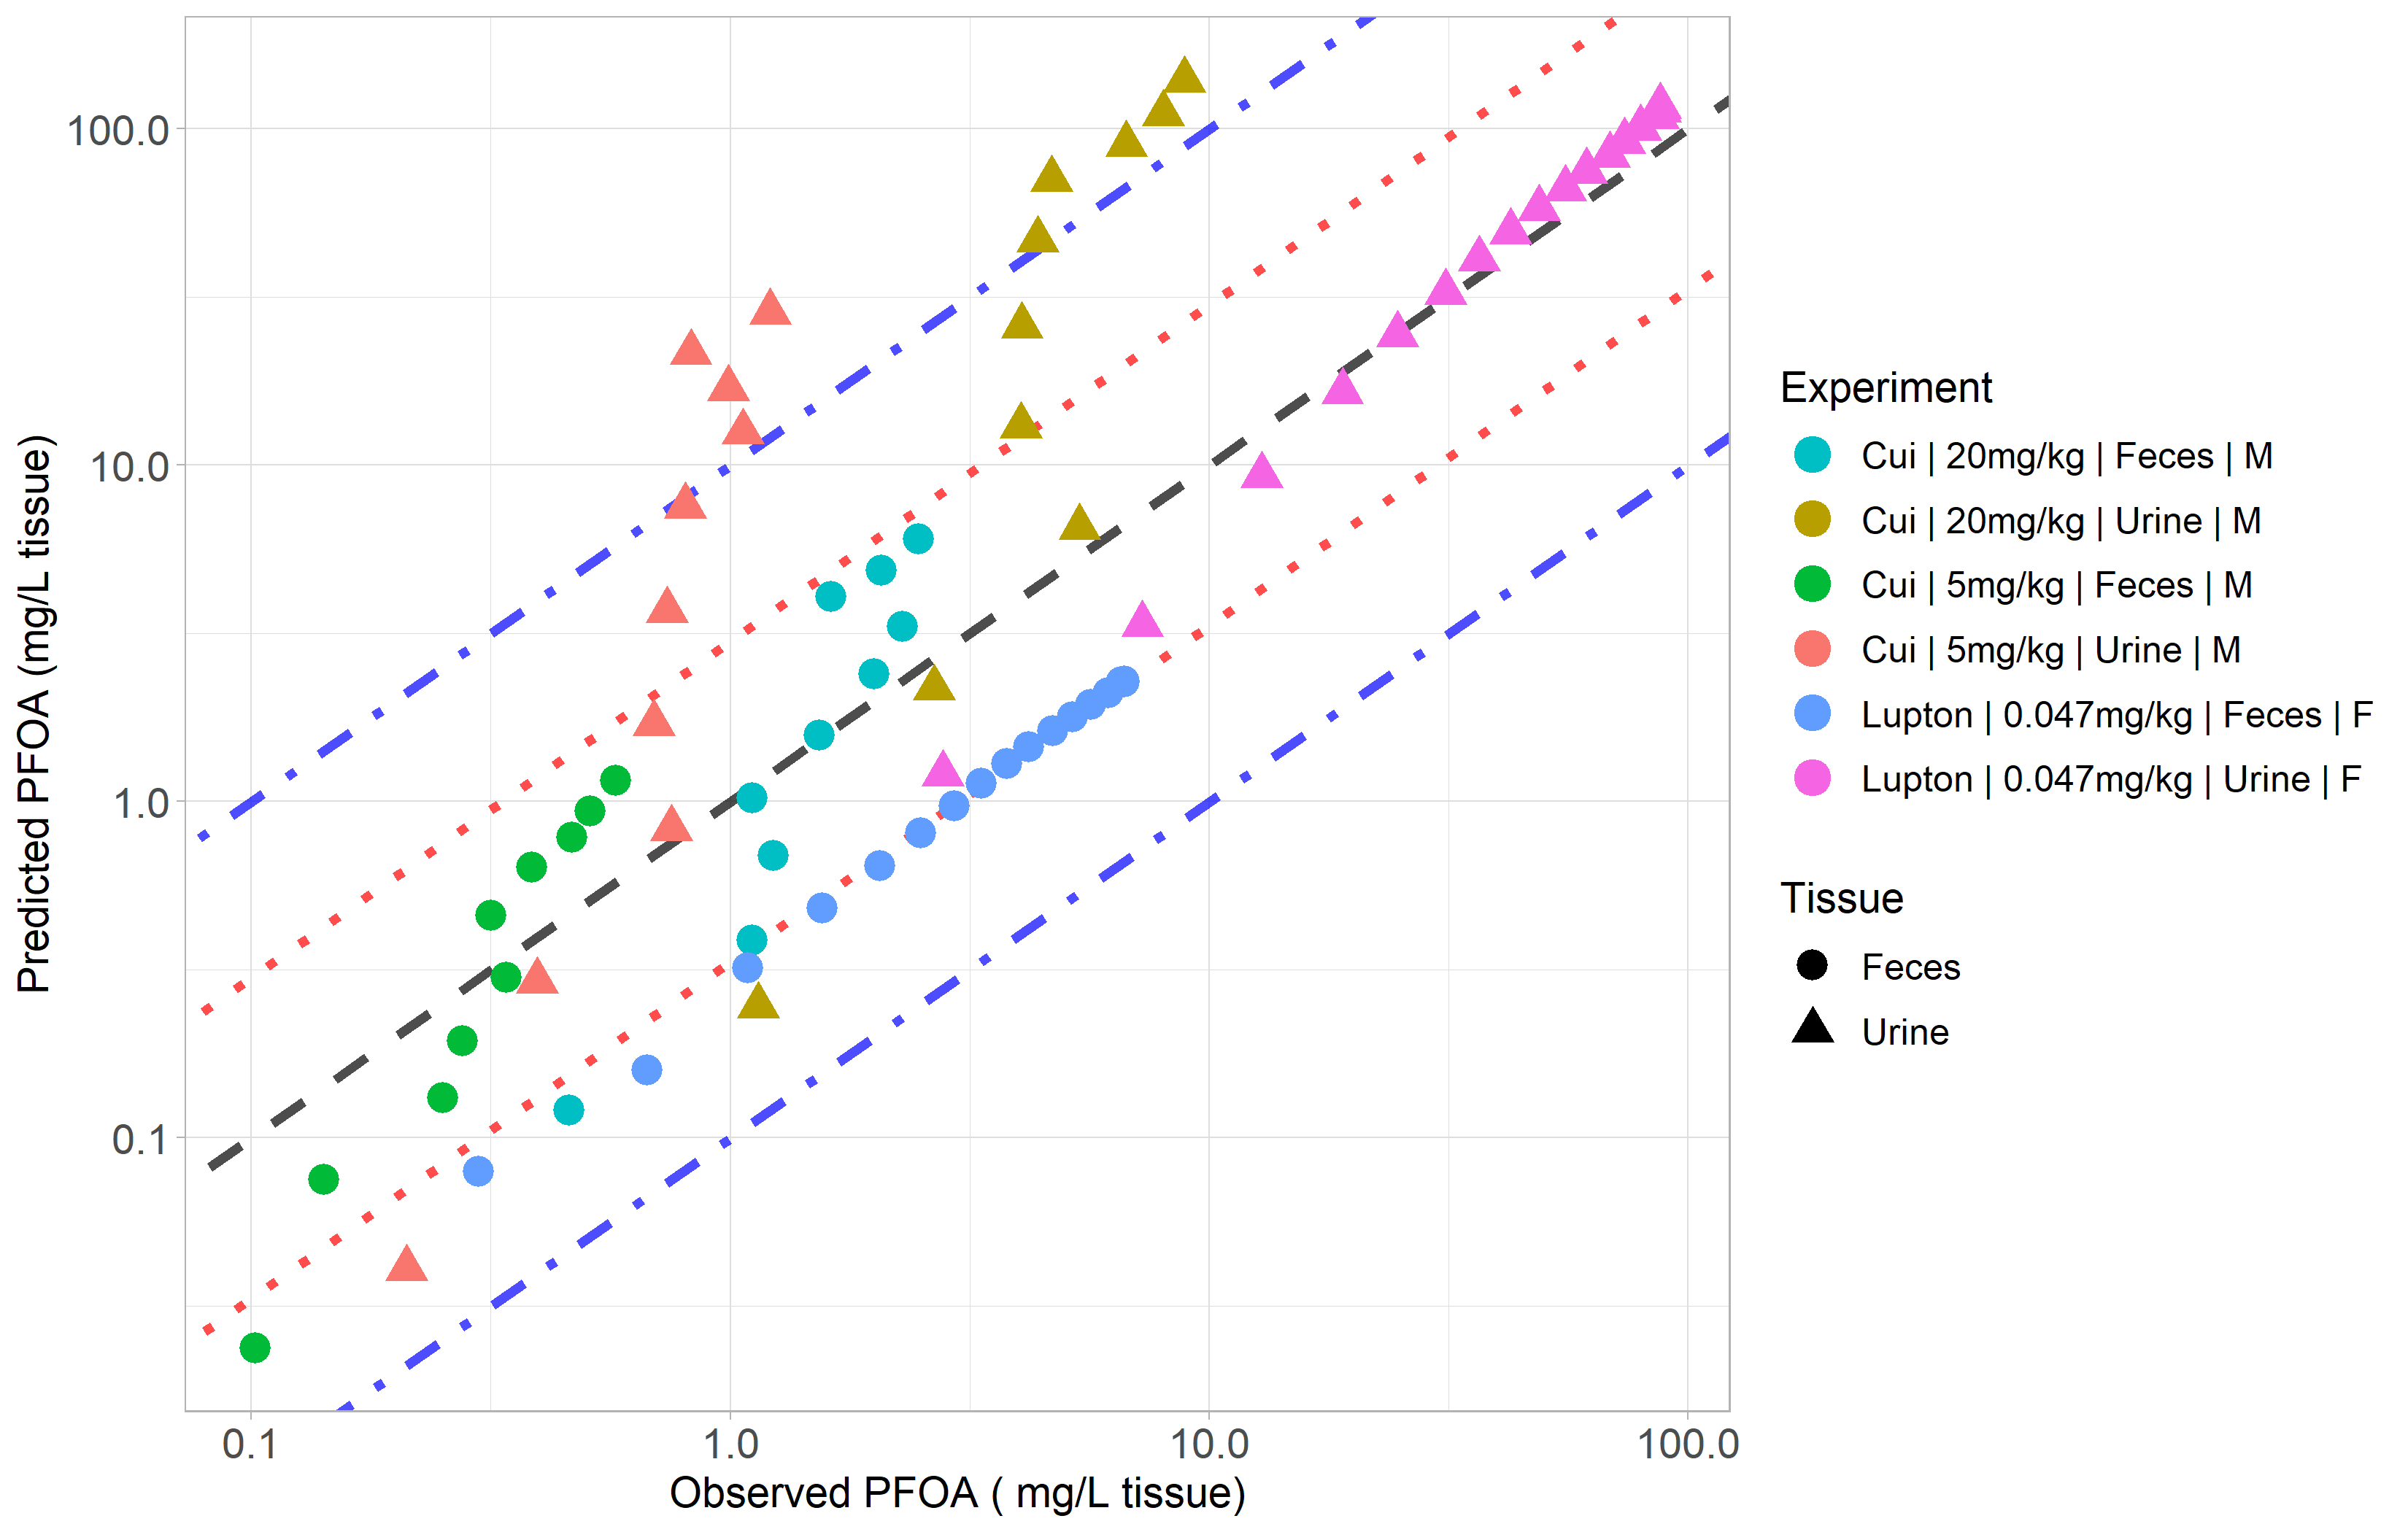 Predicted PFOA (mg/L tissue)
100.0
10.0
1.0
0.1
0.1
1.0
10.0
100.0
Observed PFOA ( mg/L tissue)
Experiment
Cui | 20mg/kg | Feces | M
Cui | 20mg/kg | Urine | M
Cui | 5mg/kg | Feces | M
Cui | 5mg/kg | Urine | M
Lupton | 0.047mg/kg | Feces | F
Lupton | 0.047mg/kg | Urine | F
Tissue
Feces
Urine